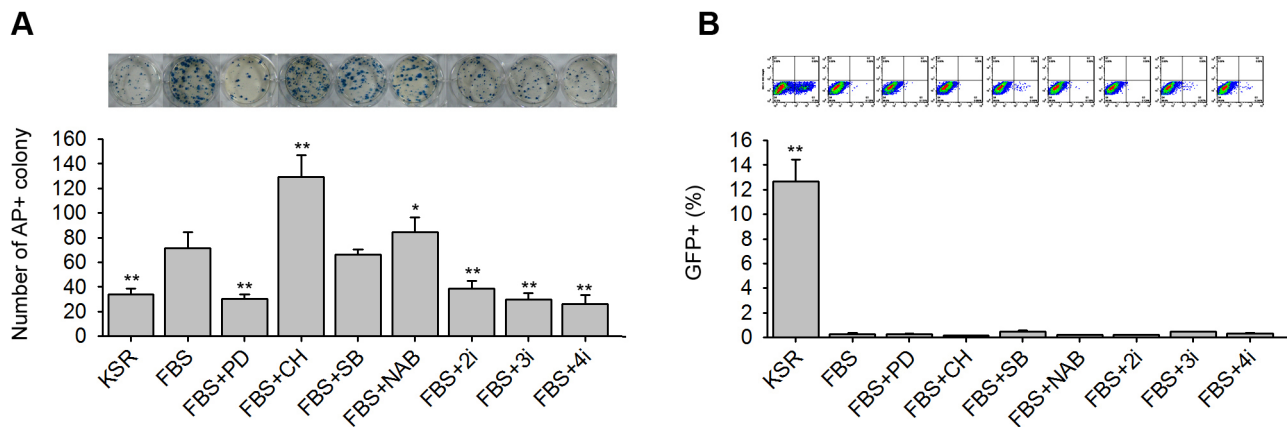 A
B
Number of AP+ colony
160
140
120
100
80
60
40
20
0
**
**
**
*
**
**
**
KSR
FBS
FBS+PD
FBS+CH
FBS+SB
FBS+NAB
FBS+2i
FBS+3i
FBS+4i
GFP+ (%)
16
14
12
10
8
6
4
2
0
**
KSR
FBS
FBS+PD
FBS+CH
FBS+SB
FBS+NAB
FBS+2i
FBS+3i
FBS+4i